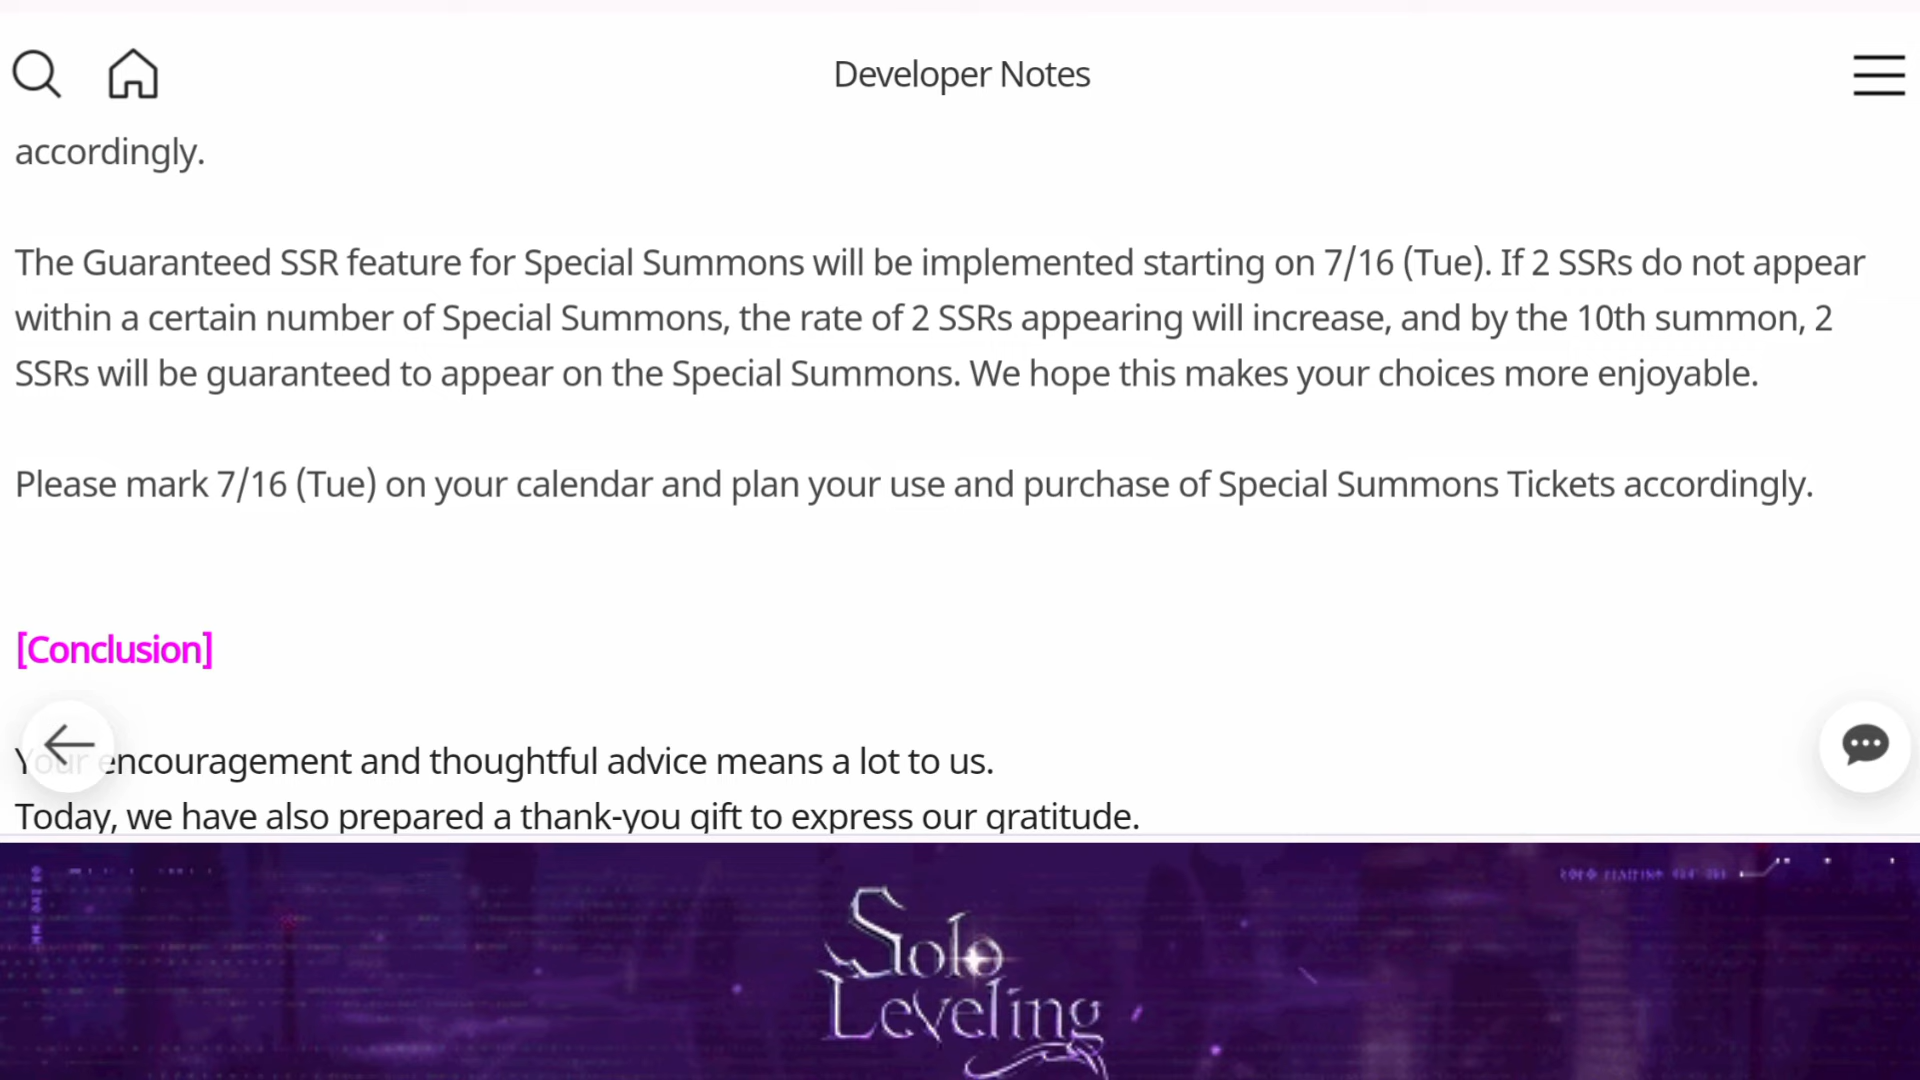 Developer Notes
accordingly.
The Guaranteed SSR feature for Special Summons will be implemented starting on 7/16 (Tue). If 2 SSRs do not appear
within a certain number of Special Summons, the rate of 2 SSRs appearing will increase, and by the 10th summon, 2
SSRs will be guaranteed to appear on the Special Summons. We hope this makes your choices more enjoyable.
Please mark 7/16 (Tue) on your calendar and plan your use and purchase of Special Summons Tickets accordingly.
[Conclusion]
Your encouragement and thoughtful advice means a lot to us.
Today, we have also prepared a thank-you gift to express our gratitude.
Solo
Leveling